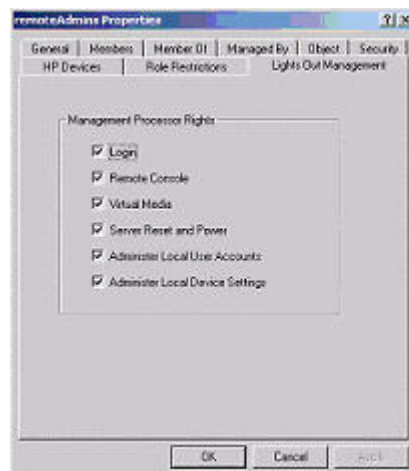 remoteAdmins Properties
General Members Member Of Managed By Object Security
HP Devices Role Restrictions Lights Out Management
Management Processor Rights
Login
Remote Console
Virtual Media
Server Reset and Power
Administer Local User Accounts
Administer Local Device Settings
OK Cancel Apply